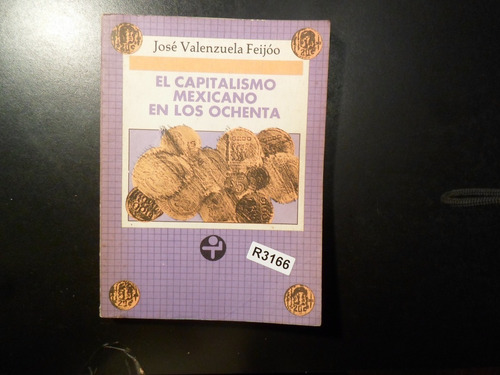 José Valenzuela Feijóo
EL CAPITALISMO
MEXICANO
EN LOS OCHENTA
R3166